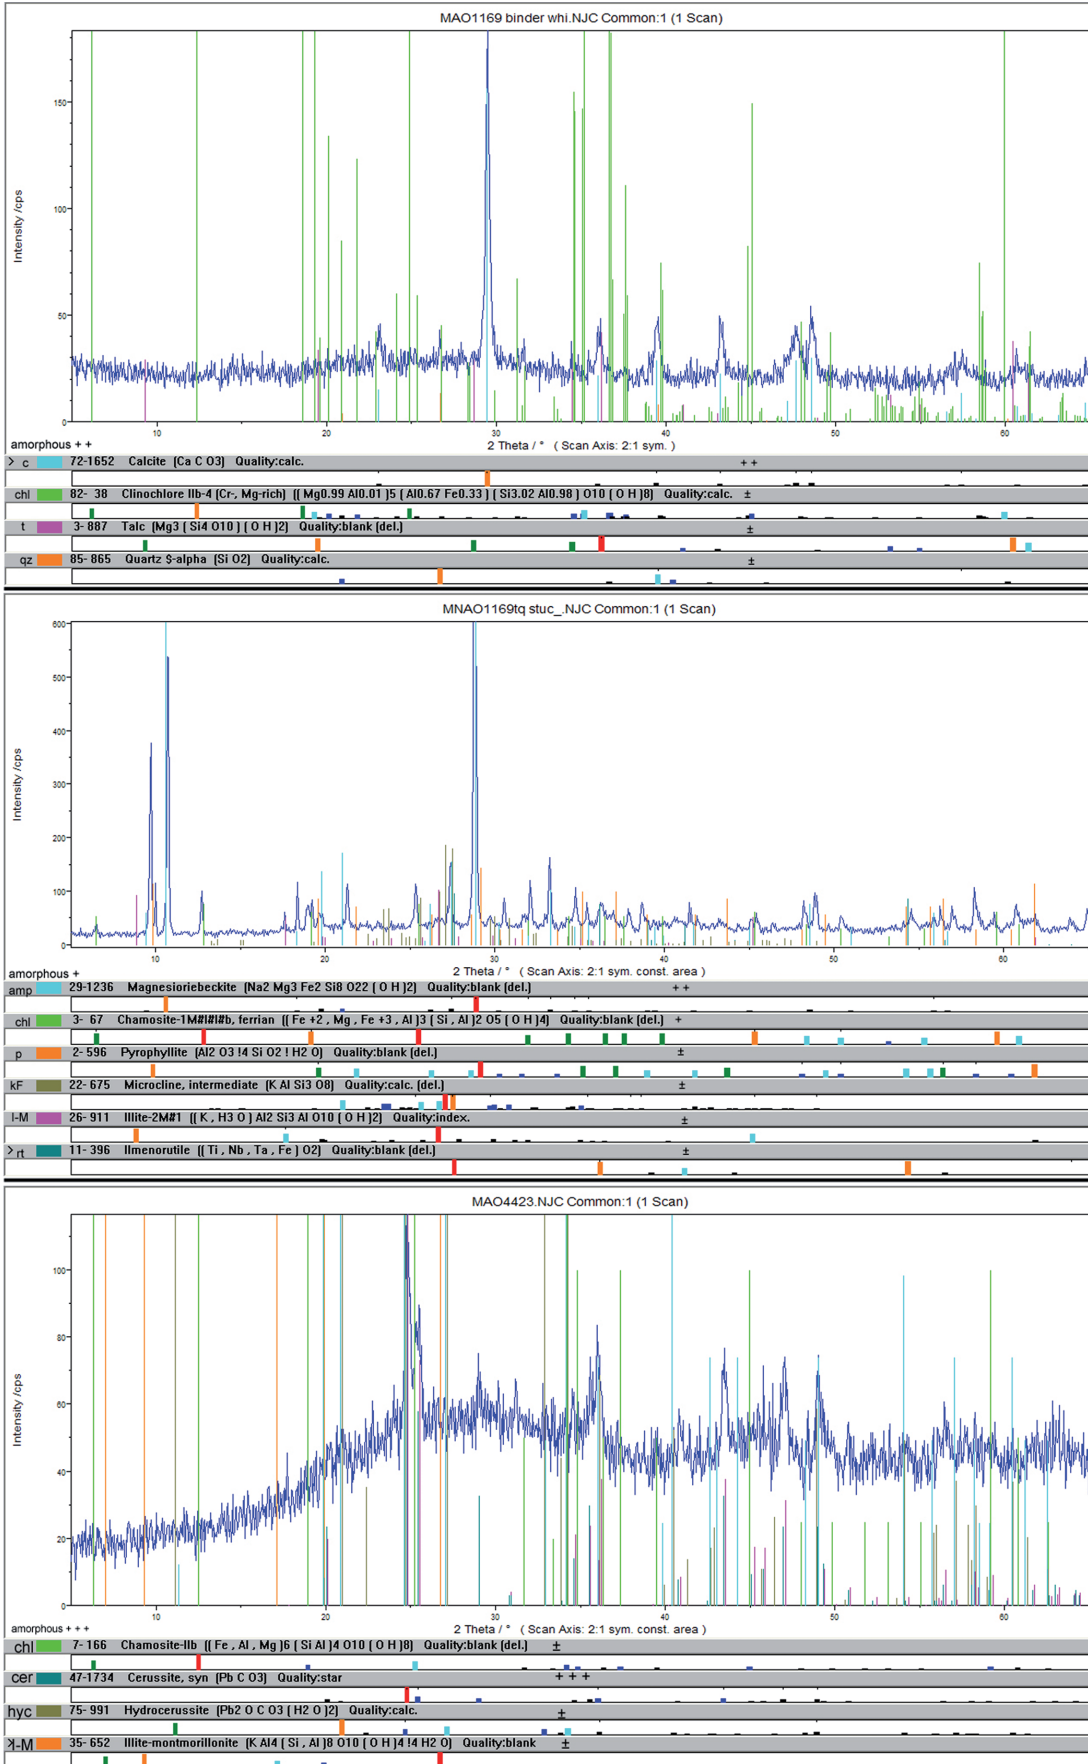 MAO1169 binder whi.NJC Common:1 (1 Scan)
Intensity /cps
150
100
50
0
10 20 30 40 50 60
amorphous + +
2 Theta / ° ( Scan Axis: 2:1 sym. )
> c 72-1652 Calcite (Ca C O3) Quality:calc. + +
chl 82- 38 Clinochlore IIb-4 (Cr-, Mg-rich) (( Mg0.99 Al0.01 )5 ( Al0.67 Fe0.33 ) ( Si3.02 Al0.98 ) O10 ( O H )8) Quality:calc. ±
t 3- 887 Talc (Mg3 ( Si4 O10 ) ( O H )2) Quality:blank (del.) ±
qz 85- 865 Quartz $-alpha (Si O2) Quality:calc. ±
MNAO1169tq stuc_.NJC Common:1 (1 Scan)
Intensity /cps
600
500
400
300
200
100
0
10 20 30 40 50 60
amorphous +
2 Theta / ° ( Scan Axis: 2:1 sym. const. area )
amp 29-1236 Magnesioriebeckite (Na2 Mg3 Fe2 Si8 O22 ( O H )2) Quality:blank (del.) + +
chl 3- 67 Chamosite-1M#I#I#b, ferrian (( Fe +2 , Mg , Fe +3 , Al )3 ( Si , Al )2 O5 ( O H )4) Quality:blank (del.) +
p 2- 596 Pyrophyllite (Al2 O3 !4 Si O2 ! H2 O) Quality:blank (del.) ±
kF 22- 675 Microcline, intermediate (K Al Si3 O8) Quality:calc. (del.) ±
I-M 26- 911 Illite-2M#1 (( K , H3 O ) Al2 Si3 Al O10 ( O H )2) Quality:index. ±
> rt 11- 396 Ilmenorutile (( Ti , Nb , Ta , Fe ) O2) Quality:blank (del.) ±
MAO4423.NJC Common:1 (1 Scan)
Intensity /cps
100
80
60
40
20
0
10 20 30 40 50 60
amorphous + + +
2 Theta / ° ( Scan Axis: 2:1 sym. const. area )
chl 7- 166 Chamosite-IIb (( Fe , Al , Mg )6 ( Si Al )4 O10 ( O H )8) Quality:blank (del.) ±
cer 47-1734 Cerussite, syn (Pb C O3) Quality:star + + +
hyc 75- 991 Hydrocerussite (Pb2 O C O3 ( H2 O )2) Quality:calc. ±
>I-M 35- 652 Illite-montmorillonite (K Al4 ( Si , Al )8 O10 ( O H )4 !4 H2 O) Quality:blank ±